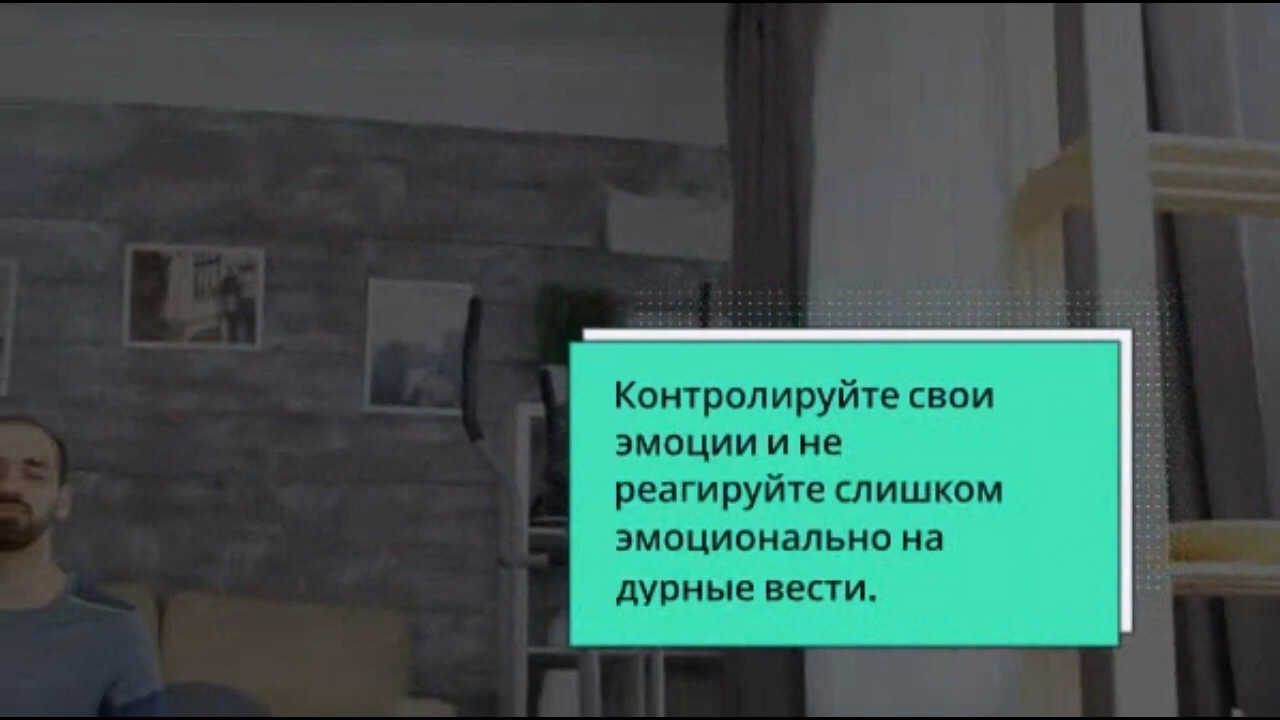 Контролируйте свои
эмоции и не
реагируйте слишком
эмоционально на
дурные вести.